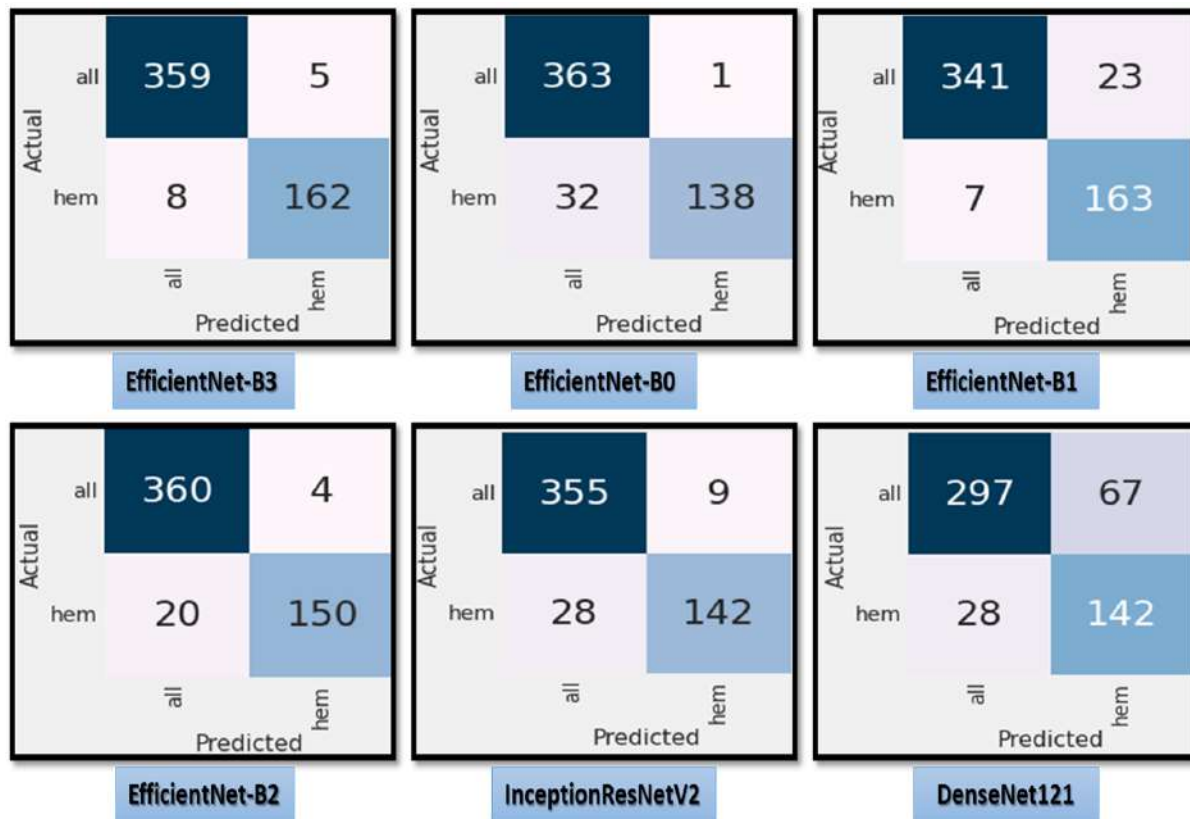 all 359 5
Actual
hem 8 162
all hem
Predicted
EfficientNet-B3
all 363 1
Actual
hem 32 138
all hem
Predicted
EfficientNet-B0
all 341 23
Actual
hem 7 163
all hem
Predicted
EfficientNet-B1
all 360 4
Actual
hem 20 150
all hem
Predicted
EfficientNet-B2
all 355 9
Actual
hem 28 142
all hem
Predicted
InceptionResNetV2
all 297 67
Actual
hem 28 142
all hem
Predicted
DenseNet121